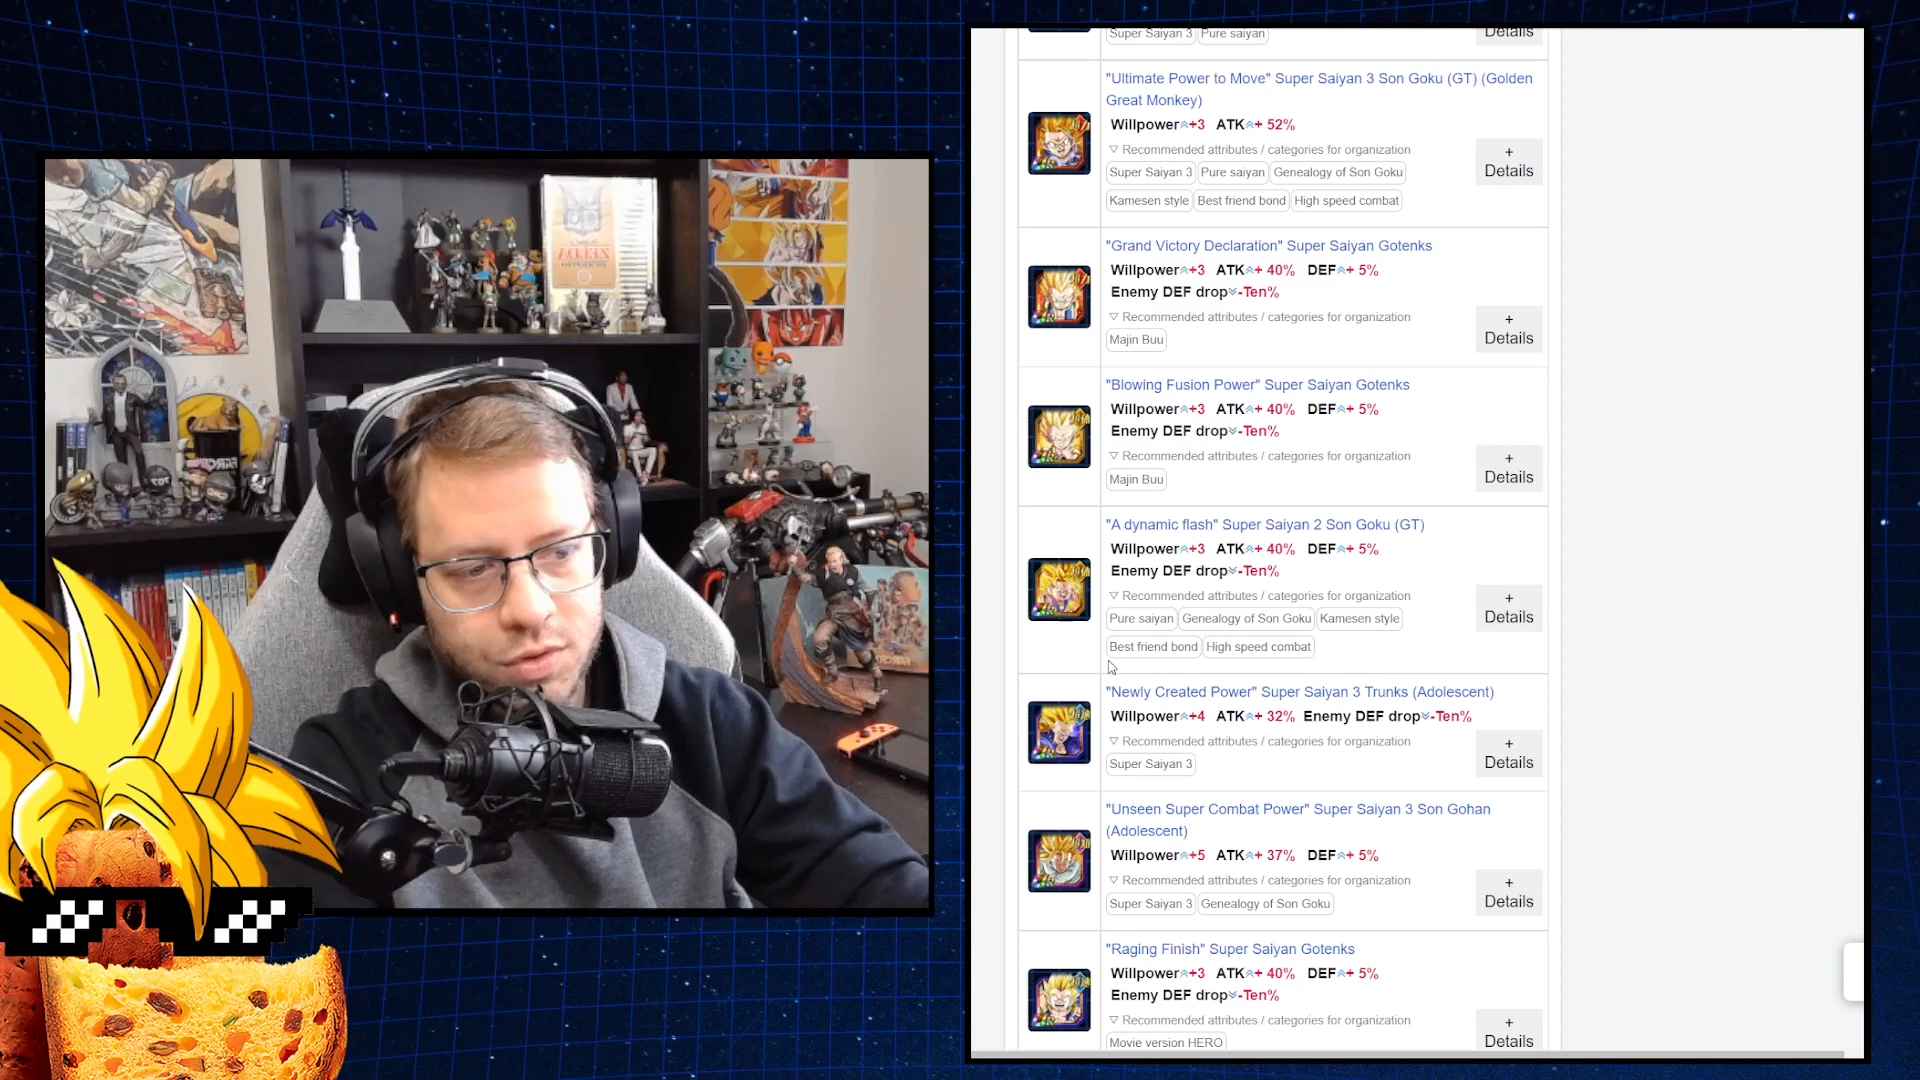 Super Saiyan 3 Pure saiyan
Details
"Ultimate Power to Move" Super Saiyan 3 Son Goku (GT) (Golden
Great Monkey)
Willpower +3 ATK + 52%
▽ Recommended attributes / categories for organization
+
Details
Super Saiyan 3 Pure saiyan Genealogy of Son Goku
Kamesen style Best friend bond High speed combat
"Grand Victory Declaration" Super Saiyan Gotenks
Willpower +3 ATK + 40% DEF + 5%
Enemy DEF drop -Ten%
▽ Recommended attributes / categories for organization
+
Details
Majin Buu
"Blowing Fusion Power" Super Saiyan Gotenks
Willpower +3 ATK + 40% DEF + 5%
Enemy DEF drop -Ten%
▽ Recommended attributes / categories for organization
+
Details
Majin Buu
"A dynamic flash" Super Saiyan 2 Son Goku (GT)
Willpower +3 ATK + 40% DEF + 5%
Enemy DEF drop -Ten%
▽ Recommended attributes / categories for organization
+
Details
Pure saiyan Genealogy of Son Goku Kamesen style
Best friend bond High speed combat
"Newly Created Power" Super Saiyan 3 Trunks (Adolescent)
Willpower +4 ATK + 32% Enemy DEF drop -Ten%
▽ Recommended attributes / categories for organization
+
Details
Super Saiyan 3
"Unseen Super Combat Power" Super Saiyan 3 Son Gohan
(Adolescent)
Willpower +5 ATK + 37% DEF + 5%
▽ Recommended attributes / categories for organization
+
Details
Super Saiyan 3 Genealogy of Son Goku
"Raging Finish" Super Saiyan Gotenks
Willpower +3 ATK + 40% DEF + 5%
Enemy DEF drop -Ten%
▽ Recommended attributes / categories for organization
+
Details
Movie version HERO